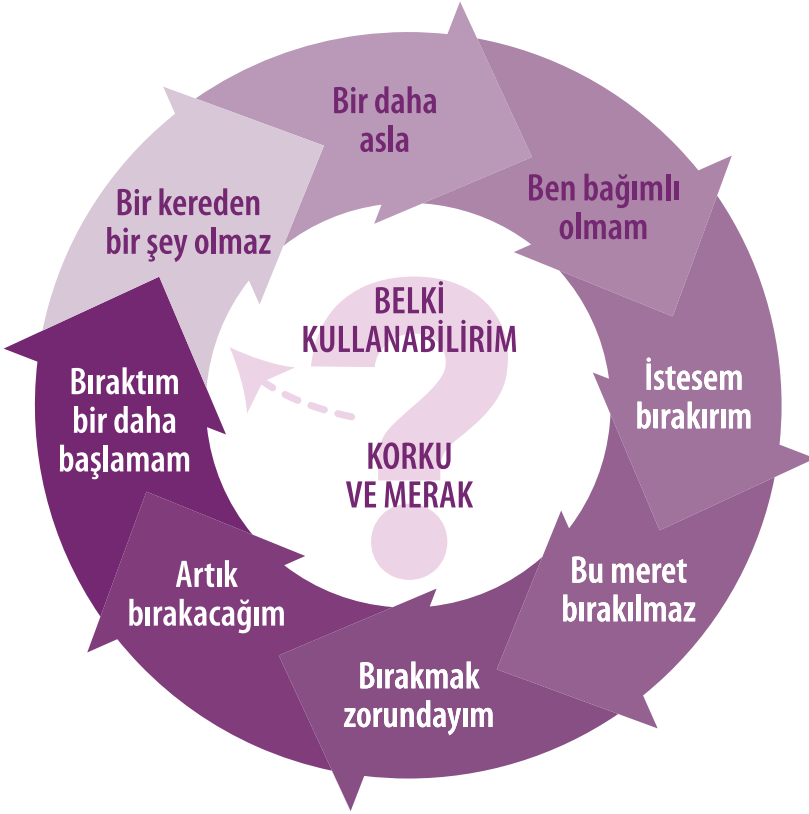 BELKİ
KULLANABİLİRİM
KORKU
VE MERAK
Bir kereden
bir şey olmaz
Bir daha
asla
Ben bağımlı
olmam
İstesem
bırakırım
Bu meret
bırakılmaz
Bırakmak
zorundayım
Artık
bırakacağım
Bıraktım
bir daha
başlamam